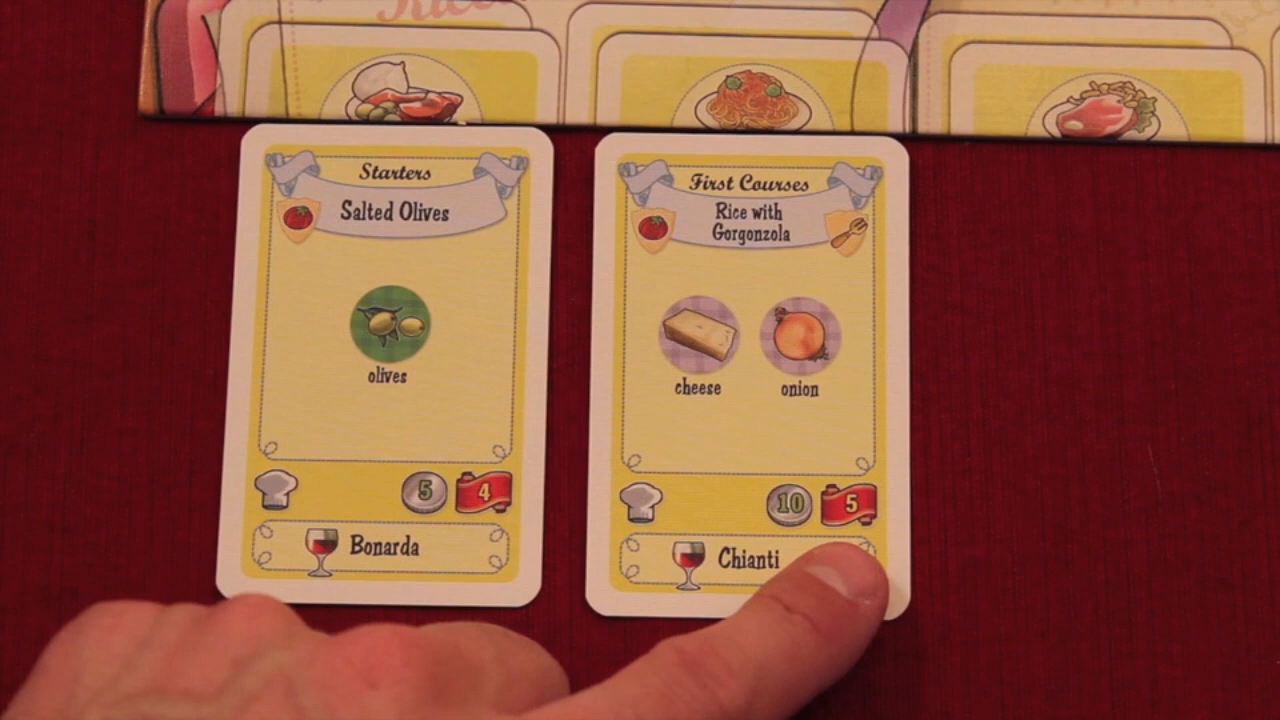 Starters
Salted Olives
olives
5
4
Bonarda
First Courses
Rice with
Gorgonzola
cheese
onion
10
5
Chianti